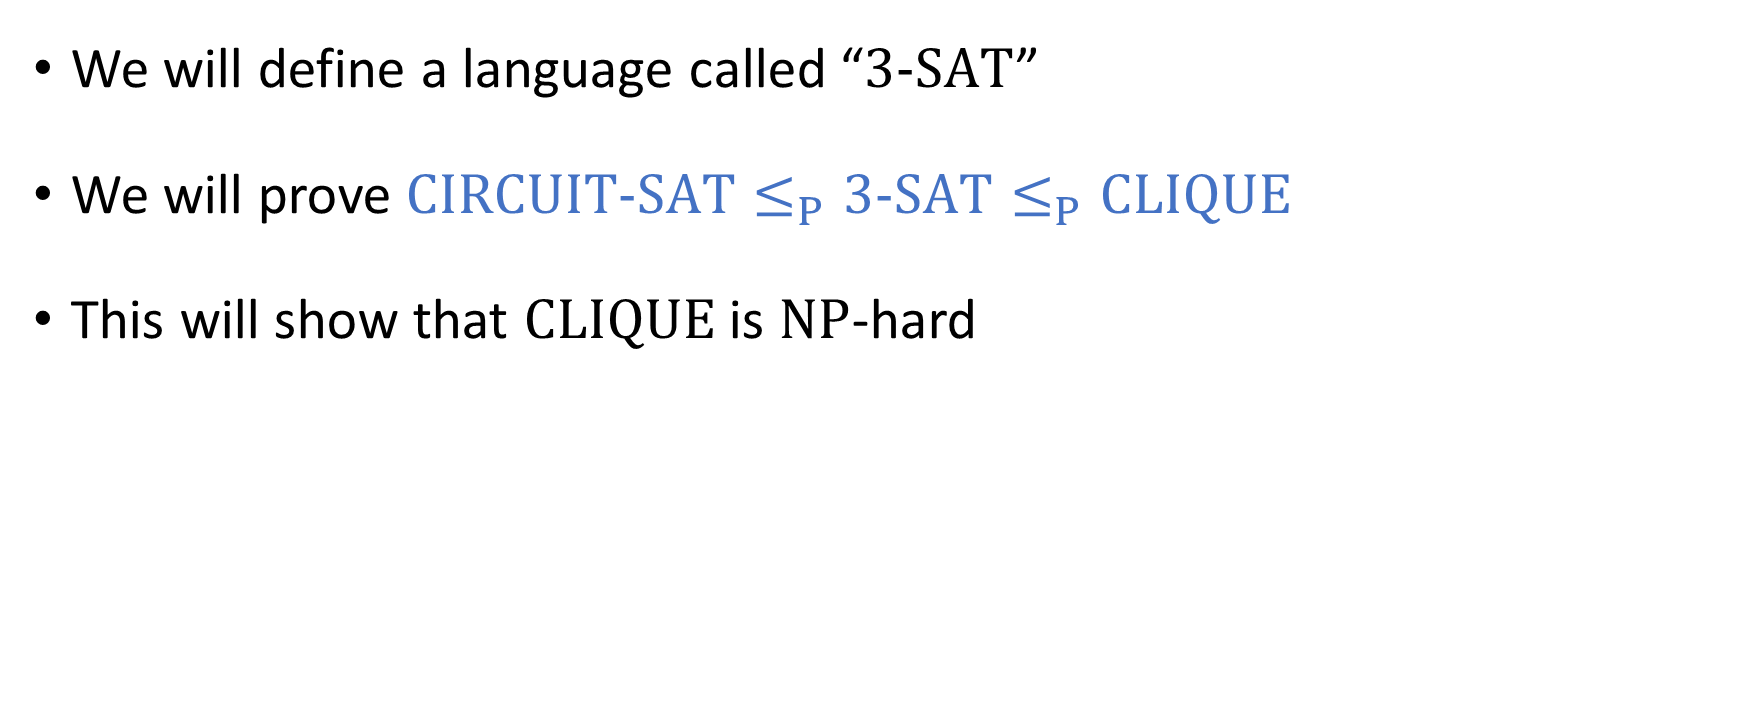 • We will define a language called “3-SAT”
• We will prove CIRCUIT-SAT ≤P 3-SAT ≤P CLIQUE
• This will show that CLIQUE is NP-hard